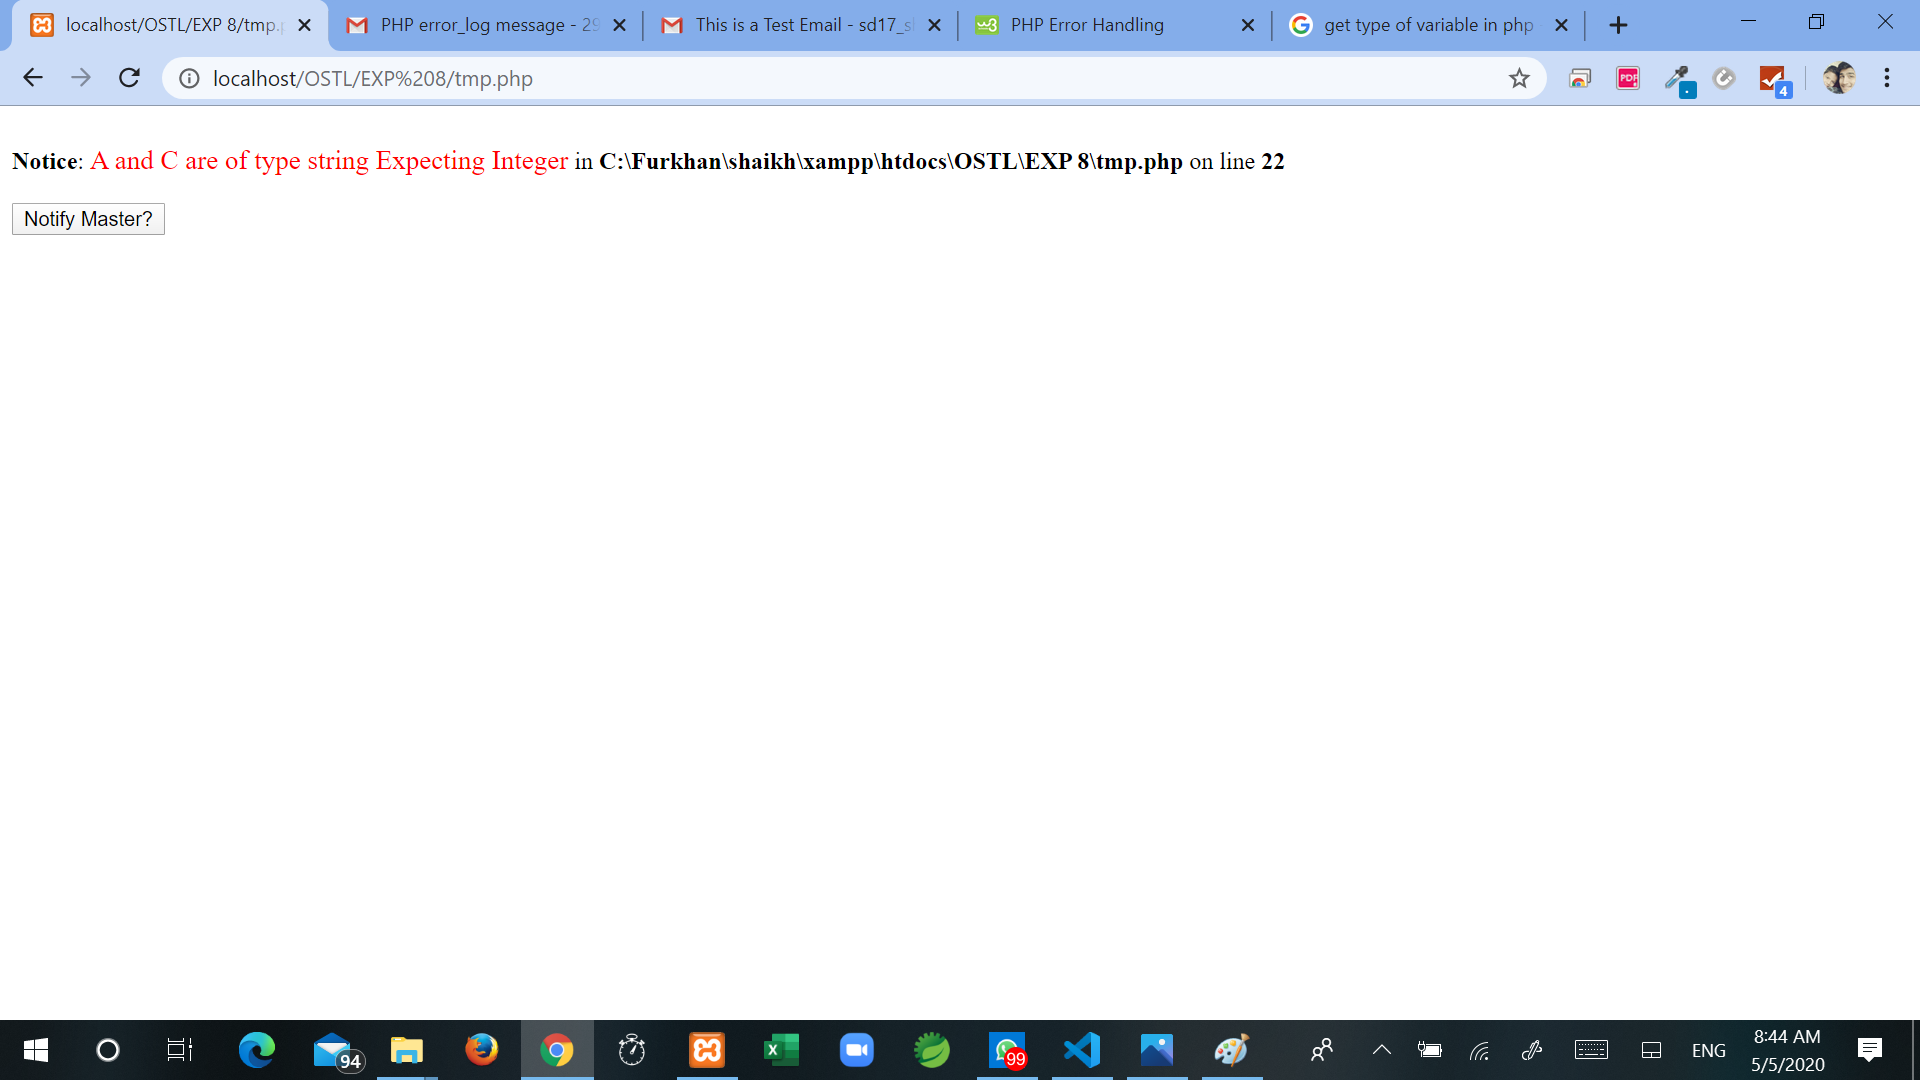 localhost/OSTL/EXP 8/tmp.p
PHP error_log message - 29
This is a Test Email - sd17_sh
PHP Error Handling
get type of variable in php
localhost/OSTL/EXP%208/tmp.php
PDF
4
Notice: A and C are of type string Expecting Integer in C:\Furkhan\shaikh\xampp\htdocs\OSTL\EXP 8\tmp.php on line 22
Notify Master?
94
99
ENG
8:44 AM
5/5/2020